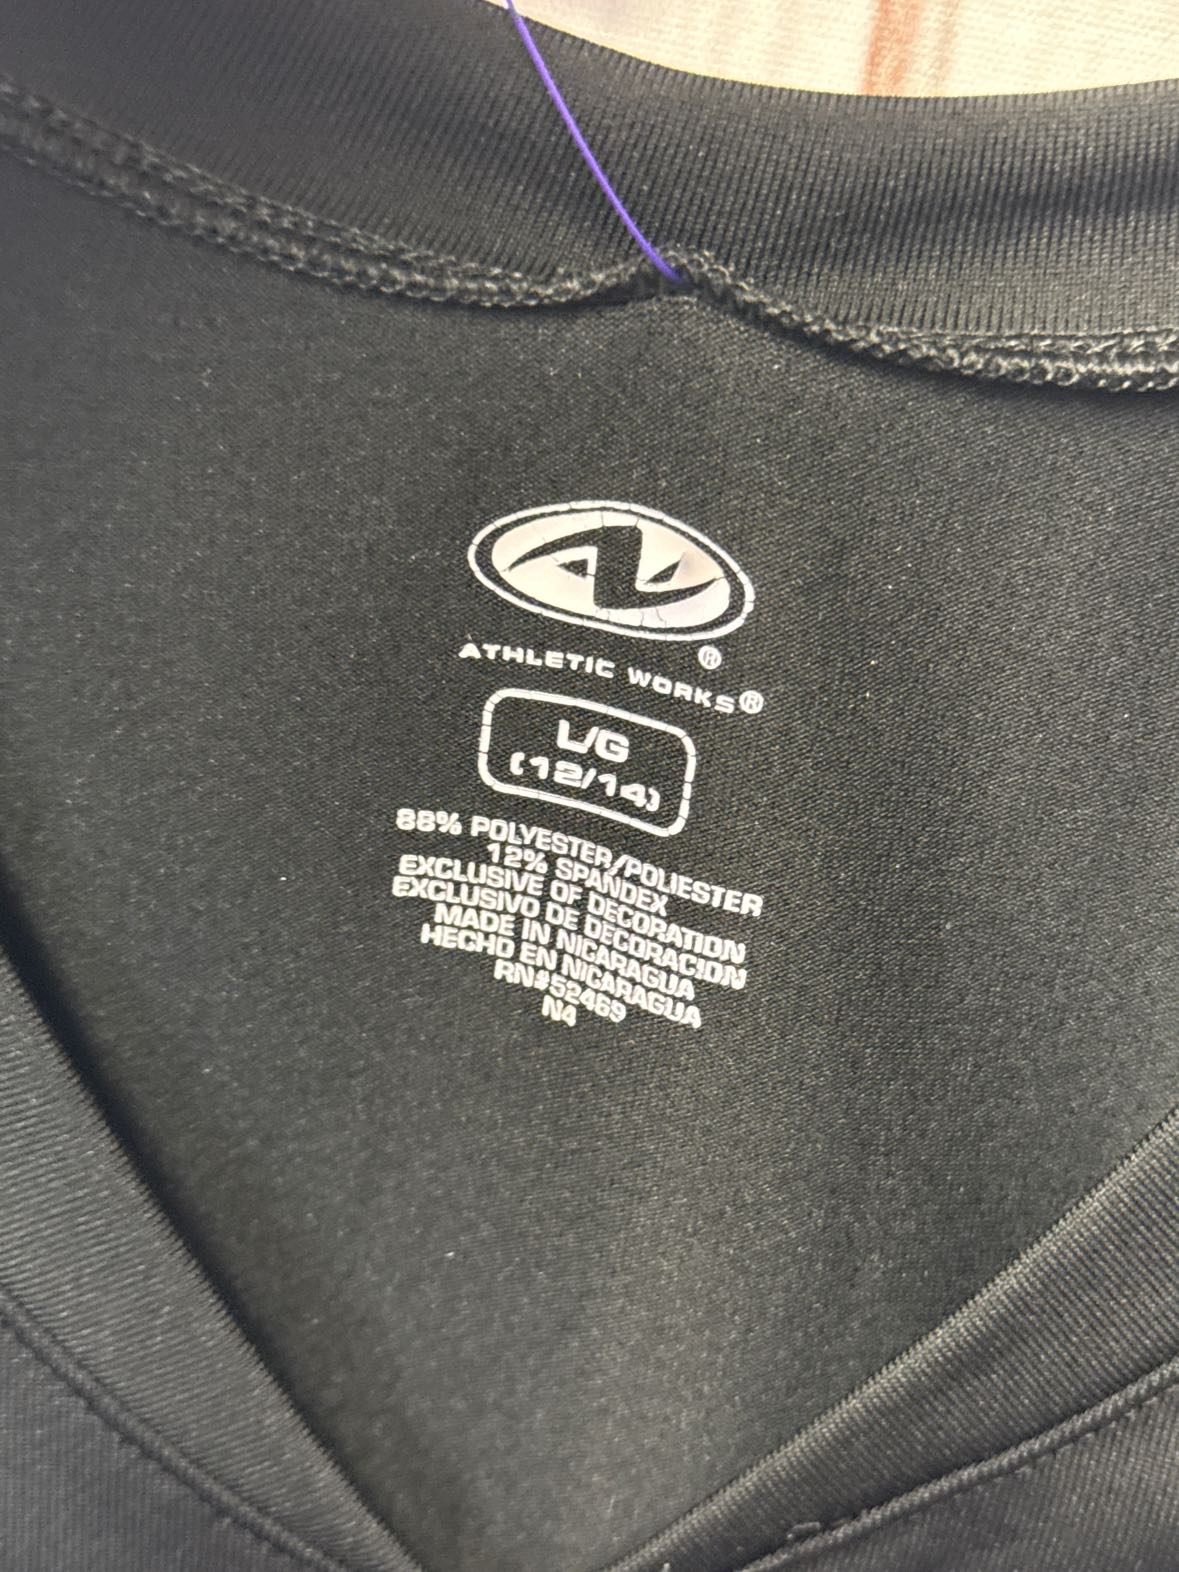 ®
ATHLETIC WORKS®
L/G
(12/14)
88% POLYESTER/POLIESTER
12% SPANDEX
EXCLUSIVE OF DECORATION
EXCLUSIVO DE DECORACION
MADE IN NICARAGUA
HECHO EN NICARAGUA
RN#52469
N4